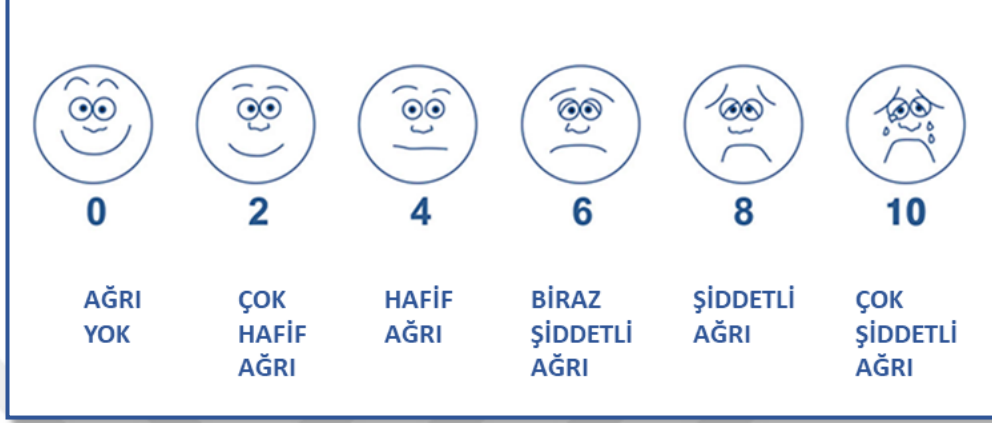 0 2 4 6 8 10
AĞRI YOK
ÇOK HAFİF AĞRI
HAFİF AĞRI
BİRAZ ŞİDDETLİ AĞRI
ŞİDDETLİ AĞRI
ÇOK ŞİDDETLİ AĞRI